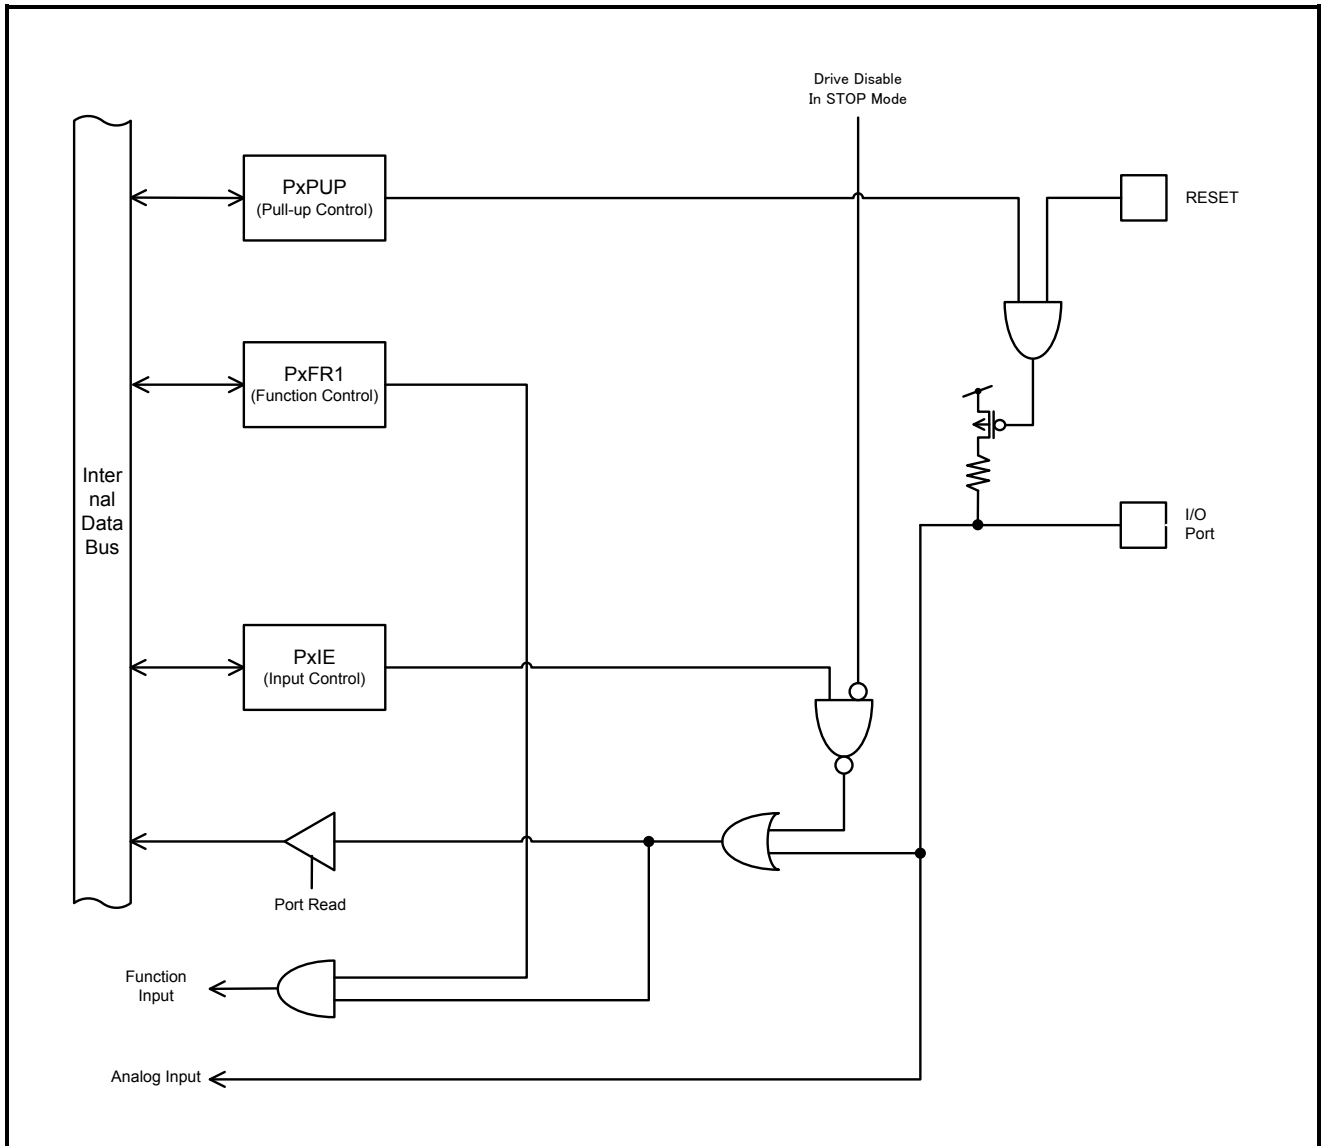 Drive Disable
In STOP Mode
PxPUP
(Pull-up Control)
RESET
PxFR1
(Function Control)
Inter
nal
Data
Bus
I/O
Port
PxIE
(Input Control)
Port Read
Function
Input
Analog Input